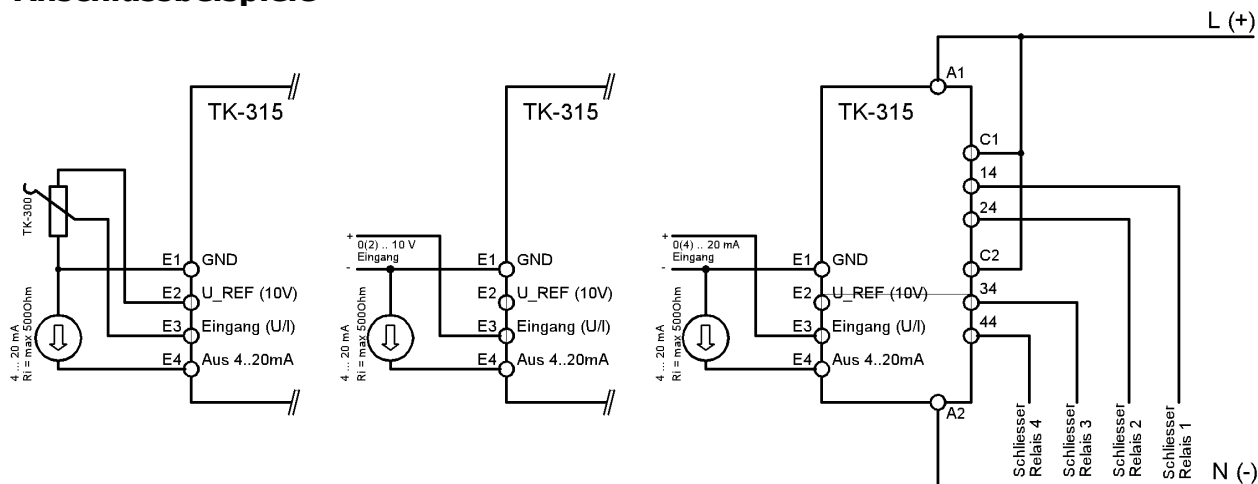 Anschlussbeispiele
L (+)
TK-315
TK-300
E1
GND
E2
U_REF (10V)
E3
Eingang (U/I)
E4
Aus 4..20mA
4 ... 20 mA
Ri = max 500Ohm
TK-315
+
0(2) .. 10 V
Eingang
-
E1
GND
E2
U_REF (10V)
E3
Eingang (U/I)
E4
Aus 4..20mA
4 ... 20 mA
Ri = max 500Ohm
A1
TK-315
C1
14
24
C2
34
44
+
0(4) .. 20 mA
Eingang
-
E1
GND
E2
U_REF (10V)
E3
Eingang (U/I)
E4
Aus 4..20mA
4 ... 20 mA
Ri = max 500Ohm
A2
Schliesser
Relais 4
Schliesser
Relais 3
Schliesser
Relais 2
Schliesser
Relais 1
N (-)